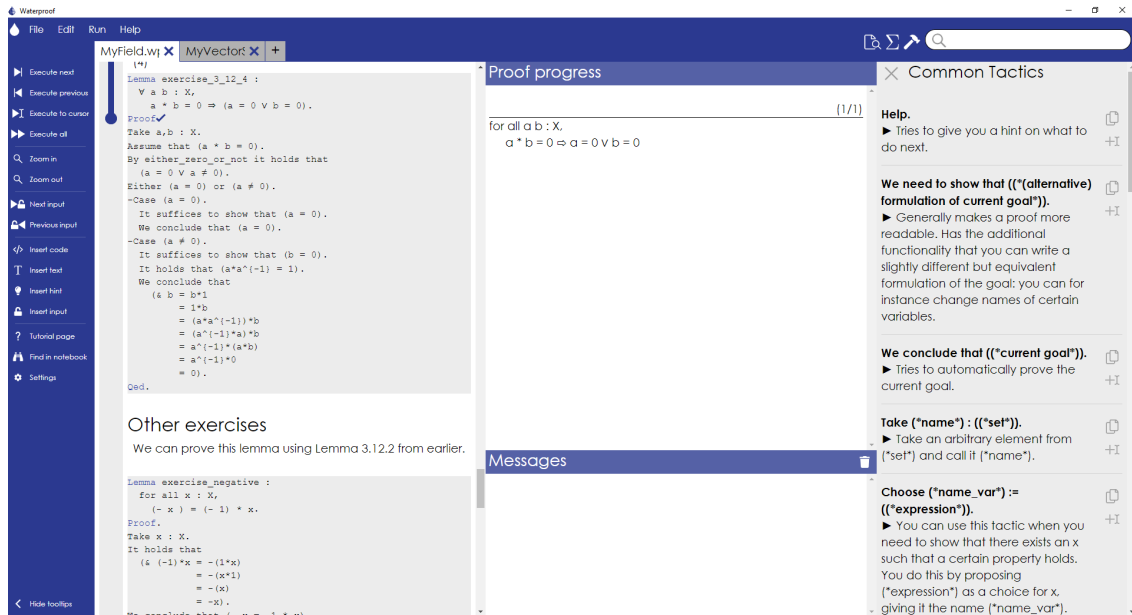 Waterproof
File Edit Run Help
MyField.wp MyVectorS +
Execute next
Execute previous
Execute to cursor
Execute all
Zoom in
Zoom out
Next input
Previous input
Insert code
Insert text
Insert hint
Insert input
Tutorial page
Find in notebook
Settings
Hide tooltips
(4)
Lemma exercise_3_12_4 :
∀ a b : X,
a * b = 0 ⇒ (a = 0 ∨ b = 0).
Proof
Take a,b : X.
Assume that (a * b = 0).
By either_zero_or_not it holds that
(a = 0 ∨ a ≠ 0).
Either (a = 0) or (a ≠ 0).
-Case (a = 0).
It suffices to show that (a = 0).
We conclude that (a = 0).
-Case (a ≠ 0).
It suffices to show that (b = 0).
It holds that (a*a^{-1} = 1).
We conclude that
(& b = b*1
= 1*b
= (a*a^{-1})*b
= (a^{-1}*a)*b
= a^{-1}*(a*b)
= a^{-1}*0
= 0).
Qed.
Other exercises
We can prove this lemma using Lemma 3.12.2 from earlier.
Lemma exercise_negative :
for all x : X,
(- x ) = (- 1) * x.
Proof.
Take x : X.
It holds that
(& (-1)*x = -(1*x)
= -(x*1)
= -(x)
= -x).
Proof progress
(1/1)
for all a b : X,
a * b = 0 ⇒ a = 0 ∨ b = 0
Messages
Common Tactics
Help.
► Tries to give you a hint on what to
do next.
We need to show that ((*(alternative)
formulation of current goal*)).
► Generally makes a proof more
readable. Has the additional
functionality that you can write a
slightly different but equivalent
formulation of the goal: you can for
instance change names of certain
variables.
We conclude that ((*current goal*)).
► Tries to automatically prove the
current goal.
Take (*name*) : ((*set*)).
► Take an arbitrary element from
(*set*) and call it (*name*).
Choose (*name_var*) :=
((*expression*)).
► You can use this tactic when you
need to show that there exists an x
such that a certain property holds.
You do this by proposing
(*expression*) as a choice for x,
giving it the name (*name_var*).